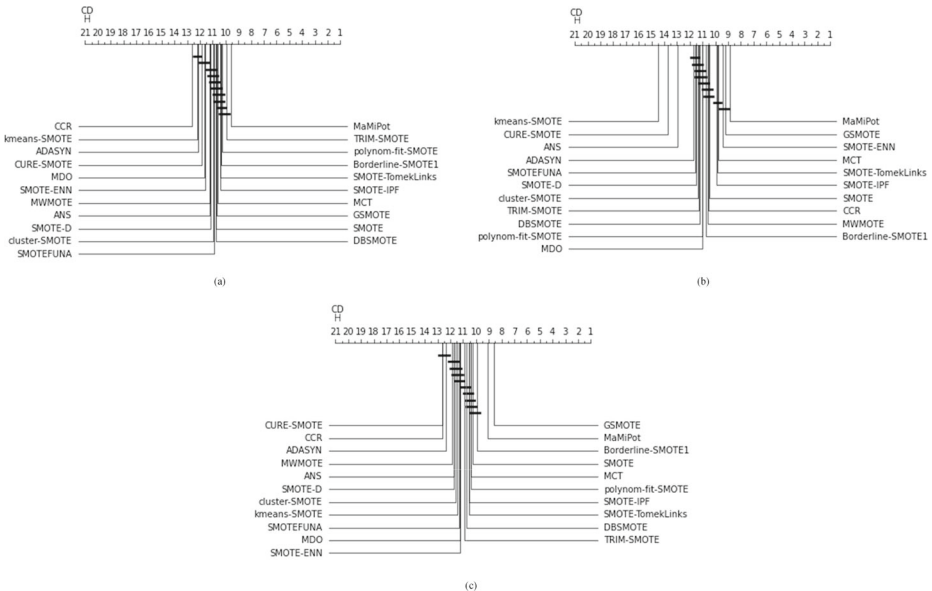 CD
H
21 20 19 18 17 16 15 14 13 12 11 10 9 8 7 6 5 4 3 2 1
CCR
kmeans-SMOTE
ADASYN
CURE-SMOTE
MDO
SMOTE-ENN
MWMOTE
ANS
SMOTE-D
cluster-SMOTE
SMOTEFUNA
MaMiPot
TRIM-SMOTE
polynom-fit-SMOTE
Borderline-SMOTE1
SMOTE-TomekLinks
SMOTE-IPF
MCT
GSMOTE
SMOTE
DBSMOTE
(a)
CD
H
21 20 19 18 17 16 15 14 13 12 11 10 9 8 7 6 5 4 3 2 1
kmeans-SMOTE
CURE-SMOTE
ANS
ADASYN
SMOTEFUNA
SMOTE-D
cluster-SMOTE
TRIM-SMOTE
DBSMOTE
polynom-fit-SMOTE
MDO
MaMiPot
GSMOTE
SMOTE-ENN
MCT
SMOTE-TomekLinks
SMOTE-IPF
SMOTE
CCR
MWMOTE
Borderline-SMOTE1
(b)
CD
H
21 20 19 18 17 16 15 14 13 12 11 10 9 8 7 6 5 4 3 2 1
CURE-SMOTE
CCR
ADASYN
MWMOTE
ANS
SMOTE-D
cluster-SMOTE
kmeans-SMOTE
SMOTEFUNA
MDO
SMOTE-ENN
GSMOTE
MaMiPot
Borderline-SMOTE1
SMOTE
MCT
polynom-fit-SMOTE
SMOTE-IPF
SMOTE-TomekLinks
DBSMOTE
TRIM-SMOTE
(c)